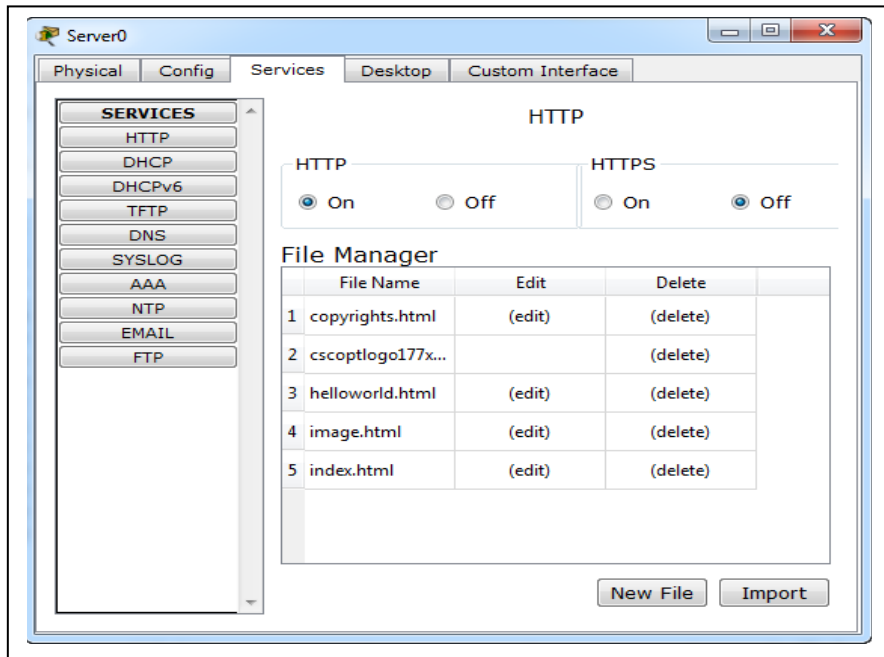 Server0
Physical Config Services Desktop Custom Interface
SERVICES
HTTP
DHCP
DHCPv6
TFTP
DNS
SYSLOG
AAA
NTP
EMAIL
FTP
HTTP
HTTP HTTPS
On Off On Off
File Manager
File Name Edit Delete
1 copyrights.html (edit) (delete)
2 cscoptlogo177x... (delete)
3 helloworld.html (edit) (delete)
4 image.html (edit) (delete)
5 index.html (edit) (delete)
New File Import